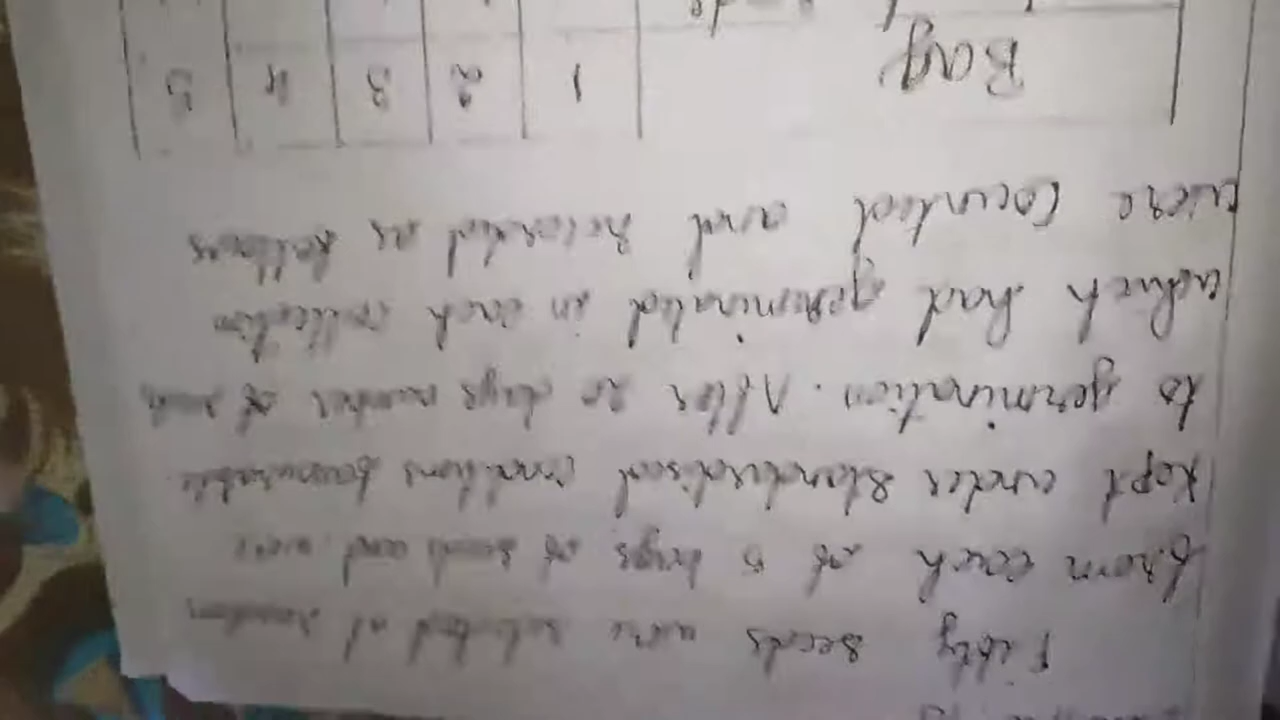 Fifty seeds were selected at random
from each of 5 bags of seeds and were
kept under standardised conditions favourable
to germination. After 20 days number of seeds
which had germinated in each collection
were counted and recorded as follows
Bag 1 2 3 4 5